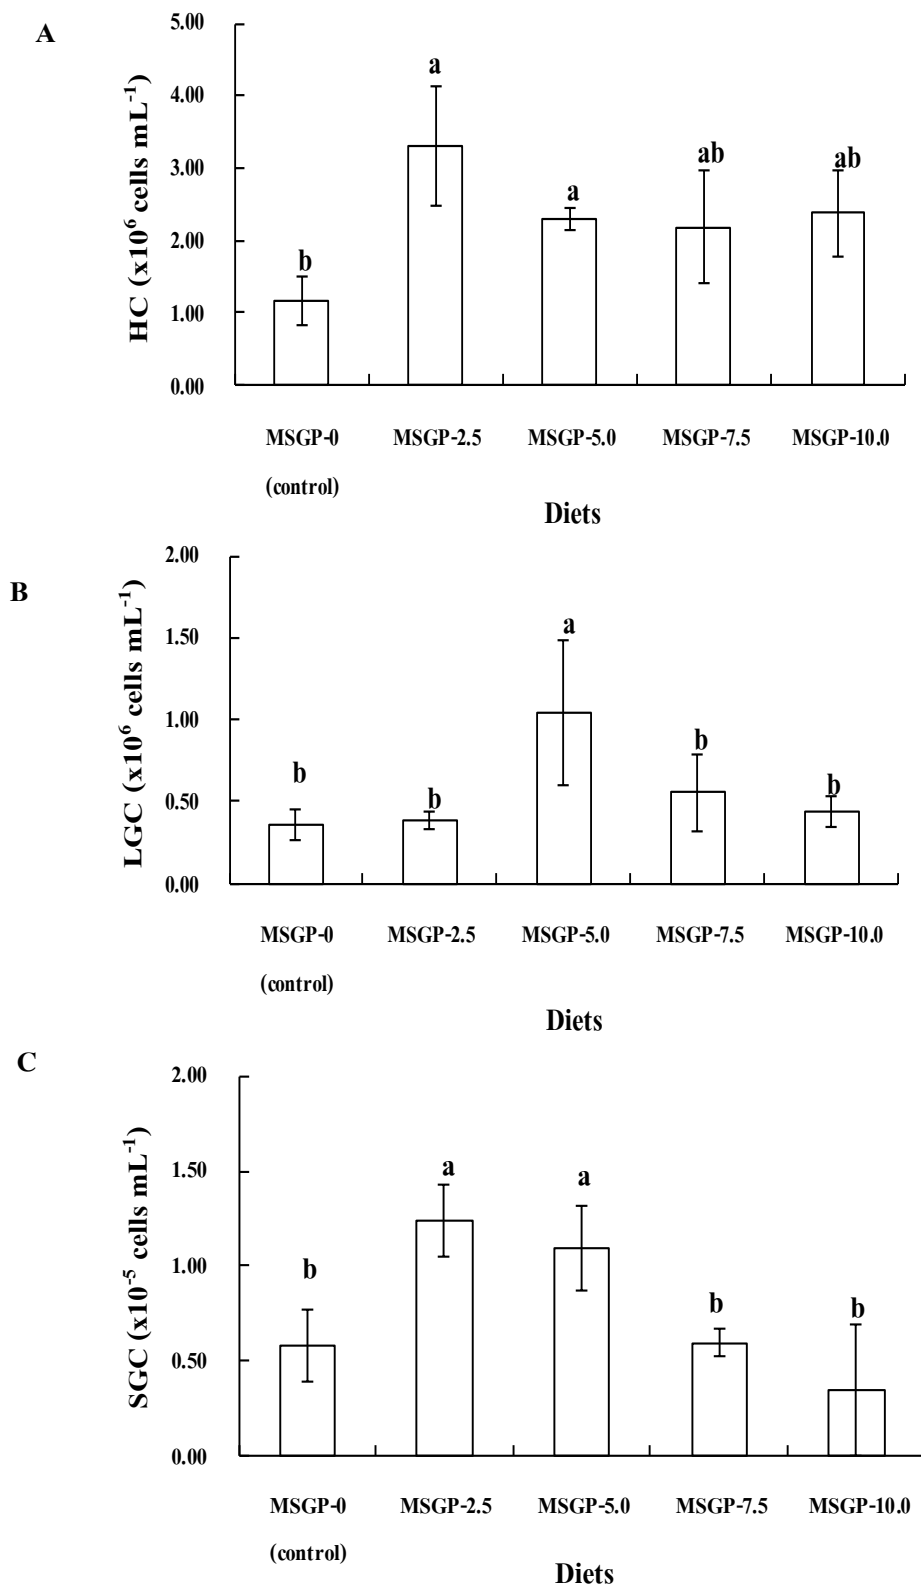 A
5.00
4.00
3.00
2.00
1.00
0.00
HC (x10⁶ cells mL⁻¹)
b
a
a
ab
ab
MSGP-0 MSGP-2.5 MSGP-5.0 MSGP-7.5 MSGP-10.0
(control)
Diets
B
2.00
1.50
1.00
0.50
0.00
LGC (x10⁶ cells mL⁻¹)
b
b
a
b
b
MSGP-0 MSGP-2.5 MSGP-5.0 MSGP-7.5 MSGP-10.0
(control)
Diets
C
2.00
1.50
1.00
0.50
0.00
SGC (x10⁻⁵ cells mL⁻¹)
b
a
a
b
b
MSGP-0 MSGP-2.5 MSGP-5.0 MSGP-7.5 MSGP-10.0
(control)
Diets